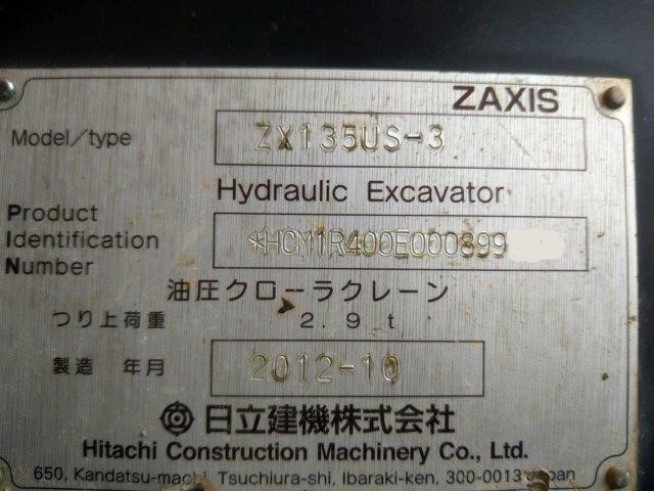 ZAXIS
Model/type ZX135US-3
Hydraulic Excavator
Product
Identification *HCM1R400E000899
Number
油圧クローラクレーン
つり上荷重 2.9 t
製造 年月 2012-10
日立建機株式会社
Hitachi Construction Machinery Co., Ltd.
650, Kandatsu-machi, Tsuchiura-shi, Ibaraki-ken, 300-0013 Japan